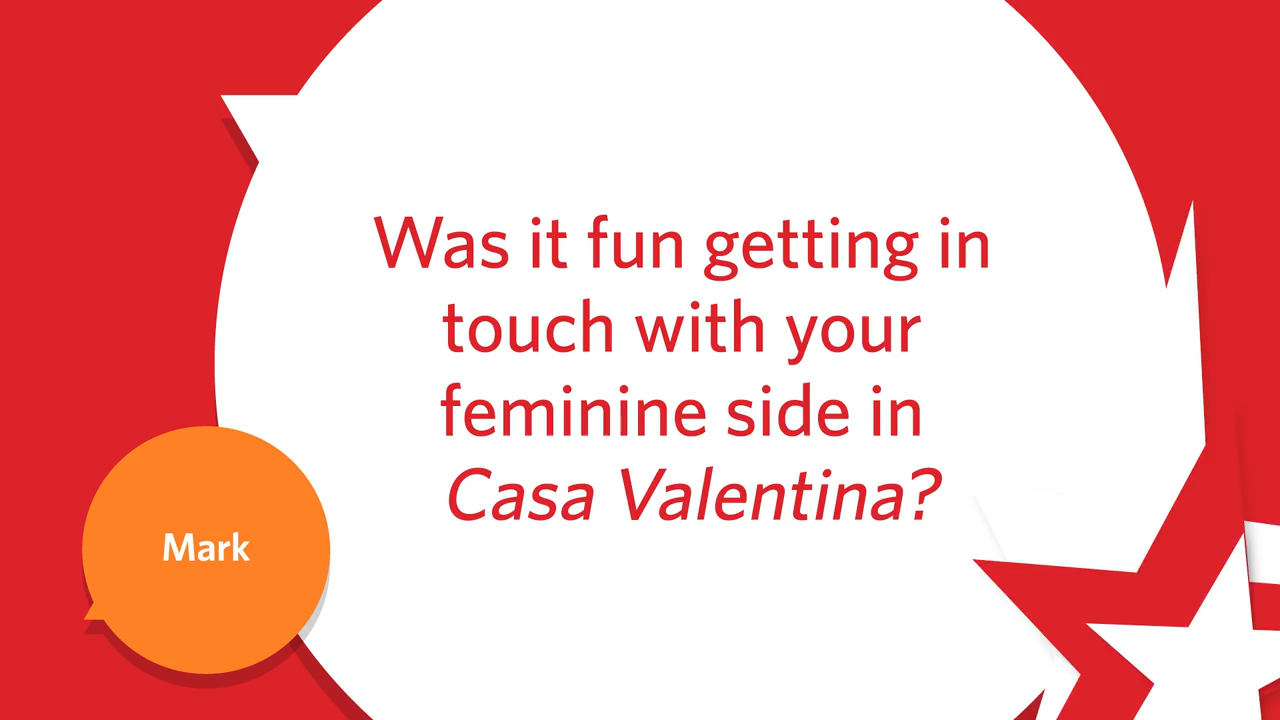 Was it fun getting in
touch with your
feminine side in
Casa Valentina?
Mark